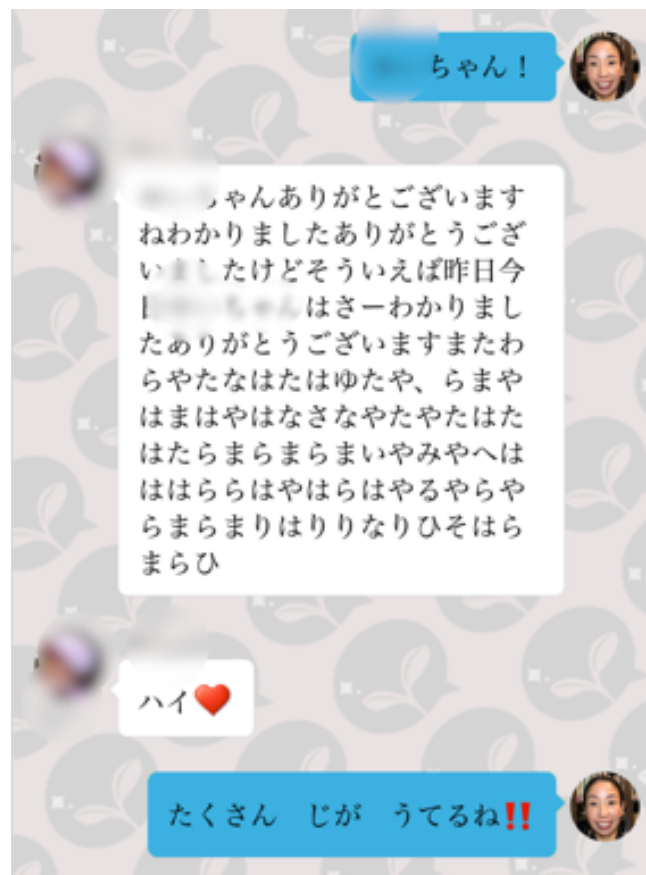 ちゃん！
ゃんありがとございます
ねわかりましたありがとうござ
いましたけどそういえば昨日今
ちゃんはさーわかりまし
たありがとうございますまたわ
らやたなはたはゆたや、らまや
はまはやはなさなやたやたはた
はたらまらまらまいやみやへは
ははららはやはらはやるやらや
らまらまりはりりなりひそはら
まらひ
ハイ❤️
たくさん　じが　うてるね‼️